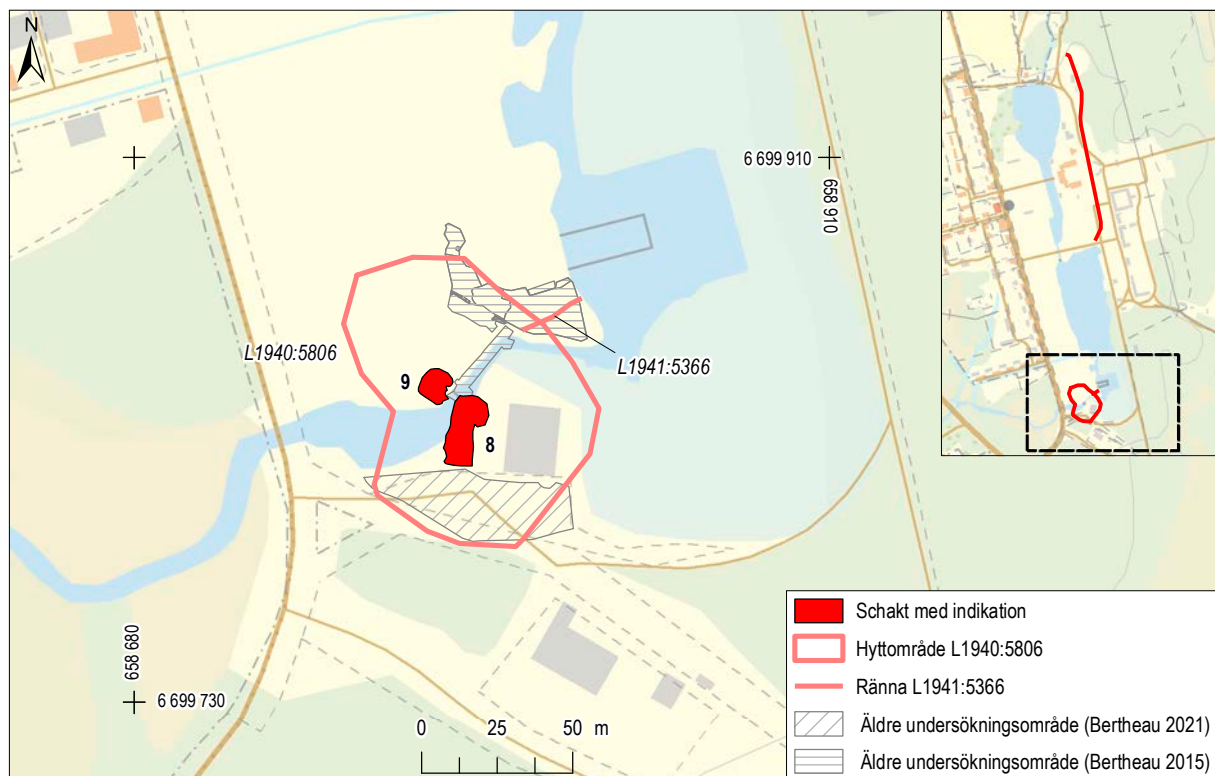 N
6 699 910
658 910
L1940:5806
L1941:5366
9
8
658 680
6 699 730
0 25 50 m
Schakt med indikation
Hyttområde L1940:5806
Ränna L1941:5366
Äldre undersökningsområde (Bertheau 2021)
Äldre undersökningsområde (Bertheau 2015)